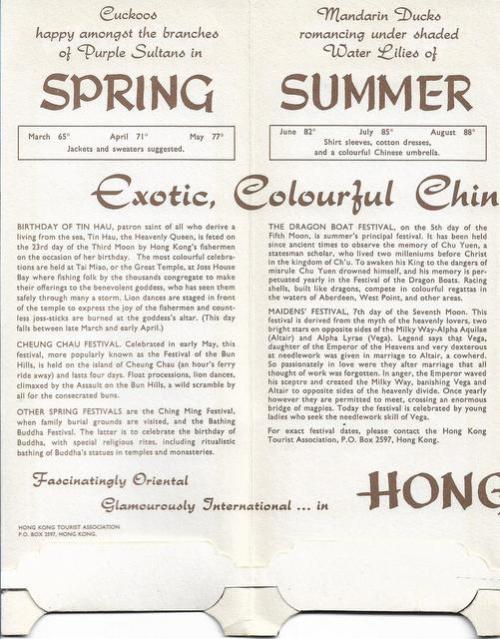 Cuckoos
happy amongst the branches
of Purple Sultans in
SPRING
March 65° April 71° May 77°
Jackets and sweaters suggested.
Mandarin Ducks
romancing under shaded
Water Lilies of
SUMMER
June 82° July 85° August 88°
Shirt sleeves, cotton dresses,
and a colourful Chinese umbrella.
Exotic, Colourful Chin
BIRTHDAY OF TIN HAU, patron saint of all who derive a
living from the sea, Tin Hau, the Heavenly Queen, is feted on
the 23rd day of the Third Moon by Hong Kong's fishermen
on the occasion of her birthday. The most colourful celebra-
tions are held at Tai Miao, or the Great Temple, at Joss House
Bay where fishing folk by the thousands congregate to make
their offerings to the benevolent goddess, who has seen them
safely through many a storm. Lion dances are staged in front
of the temple to express the joy of the fishermen and count-
less joss-sticks are burned at the goddess's altar. (This day
falls between late March and early April.)
CHEUNG CHAU FESTIVAL. Celebrated in early May, this
festival, more popularly known as the Festival of the Bun
Hills, is held on the island of Cheung Chau (an hour's ferry
ride away) and lasts four days. Float processions, lion dances,
climaxed by the Assault on the Bun Hills, a wild scramble by
all for the consecrated buns.
OTHER SPRING FESTIVALS are the Ching Ming Festival,
when family burial grounds are visited, and the Bathing
Buddha Festival. The latter is to celebrate the birthday of
Buddha, with special religious rites, including ritualistic
bathing of Buddha's statues in temples and monasteries.
THE DRAGON BOAT FESTIVAL, on the 5th day of the
Fifth Moon, is summer's principal festival. It has been held
since ancient times to observe the memory of Chu Yuen, a
statesman scholar, who lived two millenniums before Christ
in the kingdom of Ch'u. To awaken his King to the dangers of
misrule Chu Yuen drowned himself, and his memory is per-
petuated yearly in the Festival of the Dragon Boats. Racing
shells, built like dragons, compete in colourful regattas in
the waters of Aberdeen, West Point, and other areas.
MAIDENS' FESTIVAL, 7th day of the Seventh Moon. This
festival is derived from the myth of the heavenly lovers, two
bright stars on opposite sides of the Milky Way-Alpha Aquilae
(Altair) and Alpha Lyrae (Vega). Legend says that Vega,
daughter of the Emperor of the Heavens and very dexterous
at needlework was given in marriage to Altair, a cowherd.
So passionately in love were they after marriage that all
thought of work was forgotten. In anger, the Emperor waved
his sceptre and created the Milky Way, banishing Vega and
Altair to opposite sides of the heavenly divide. Once yearly
however they are permitted to meet, crossing an enormous
bridge of magpies. Today the festival is celebrated by young
ladies who seek the needlework skill of Vega.
For exact festival dates, please contact the Hong Kong
Tourist Association, P.O. Box 2597, Hong Kong.
Fascinatingly Oriental
Glamourously International ... in
HONG
HONG KONG TOURIST ASSOCIATION
P.O. BOX 2597, HONG KONG.